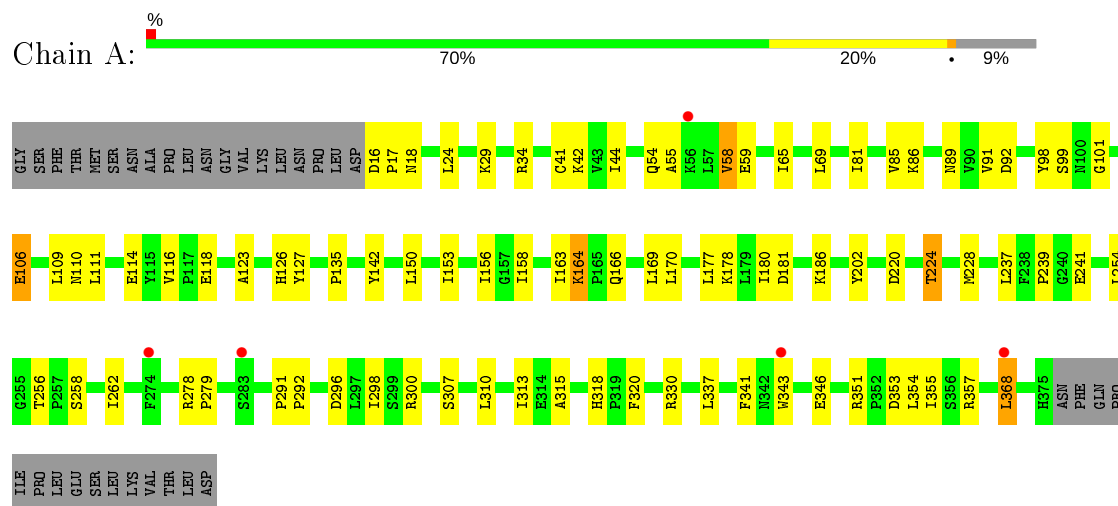 %
Chain A:
70% 20% • 9%
GLY SER PHE THR MET SER ASN ALA PRO LEU ASN GLY VAL LYS LEU ASN PRO LEU ASP D16 P17 N18 L24 K29 R34 C41 K42 V43 I44 Q54 A55 K56 L57 V58 E59 I65 L69 I81 V85 K86 N89 V90 V91 D92 Y98 S99 N100 G101
E106 L109 N110 L111 E114 Y115 V116 P117 E118 A123 H126 Y127 P135 Y142 L150 I153 I156 G157 I158 I163 K164 P165 Q166 L169 L170 L177 K178 L179 I180 D181 K186 Y202 D220 T224 M228 L237 F238 P239 G240 E241
G255 T256 P257 S258 I262 F274 R278 P279 S283 P291 P292 D296 L297 I298 S299 R300 S307 L310 I313 E314 A315 H318 P319 F320 R330 L337 F341 N342 W343 E346 R351 P352 D353 L354 I355 S356 R357 L368 H375 ASN PHE GLN PRO
ILE PRO LEU GLU SER LEU LYS VAL THR LEU ASP